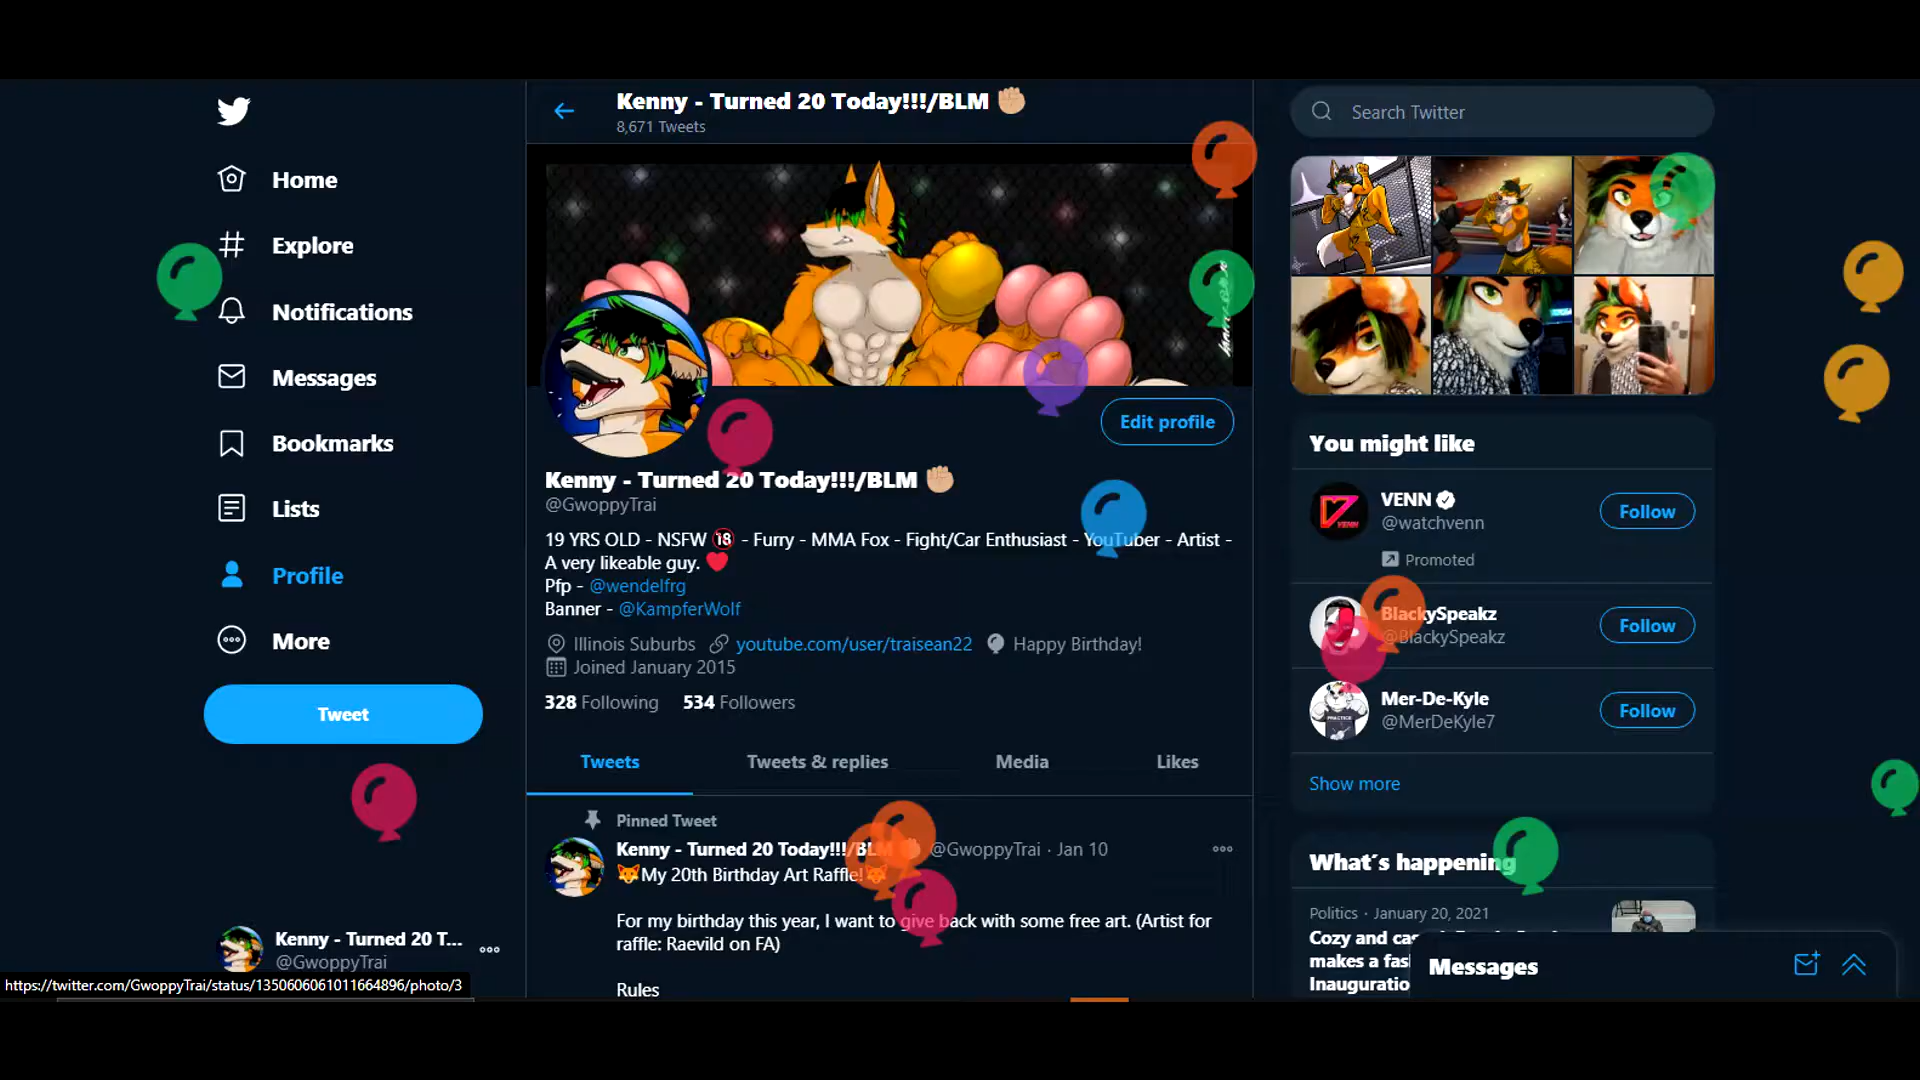 Kenny - Turned 20 Today!!!/BLM
8,671 Tweets
Home
Explore
Notifications
Messages
Bookmarks
Lists
Profile
More
Tweet
Kenny - Turned 20 T...
@GwoppyTrai
https://twitter.com/GwoppyTrai/status/1350606061011664896/photo/3
Edit profile
Kenny - Turned 20 Today!!!/BLM
@GwoppyTrai
19 YRS OLD - NSFW 🔞 - Furry - MMA Fox - Fight/Car Enthusiast - YouTuber - Artist -
A very likeable guy. ❤️
Pfp - @wendelfrg
Banner - @KampferWolf
Illinois Suburbs youtube.com/user/traisean22 Happy Birthday!
Joined January 2015
328 Following 534 Followers
Tweets Tweets & replies Media Likes
Pinned Tweet
Kenny - Turned 20 Today!!!/BLM @GwoppyTrai · Jan 10
🦊My 20th Birthday Art Raffle!🦊
For my birthday this year, I want to give back with some free art. (Artist for
raffle: Raevild on FA)
Rules
Search Twitter
You might like
VENN
@watchvenn
Follow
Promoted
BlackySpeakz
@BlackySpeakz
Follow
Mer-De-Kyle
@MerDeKyle7
Follow
Show more
What's happening
Politics · January 20, 2021
Cozy and
makes a
Inauguratio
Messages